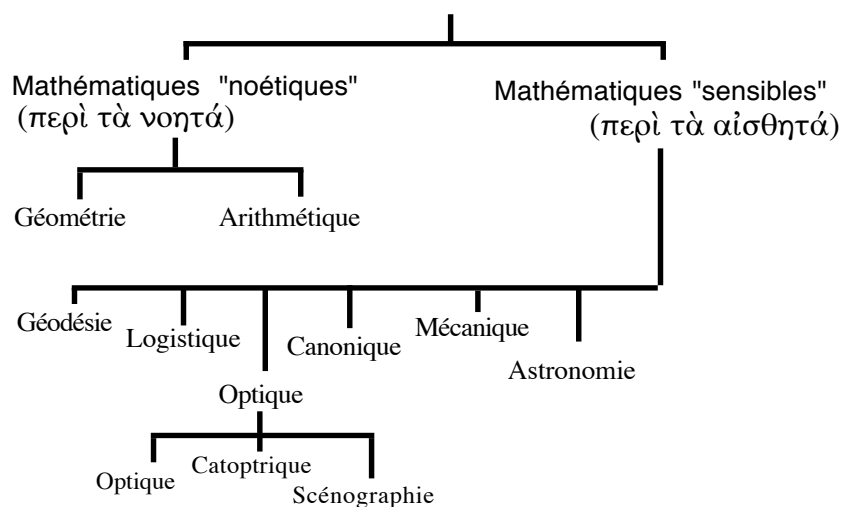 Mathématiques "noétiques"
(περὶ τὰ νοητά)
Mathématiques "sensibles"
(περὶ τὰ αἰσθητά)
Géométrie
Arithmétique
Géodésie
Logistique
Canonique
Mécanique
Astronomie
Optique
Optique
Catoptrique
Scénographie